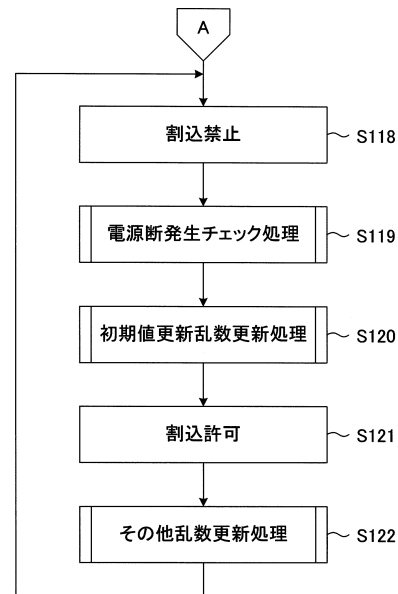 A
割込禁止
S118
電源断発生チェック処理
S119
初期値更新乱数更新処理
S120
割込許可
S121
その他乱数更新処理
S122